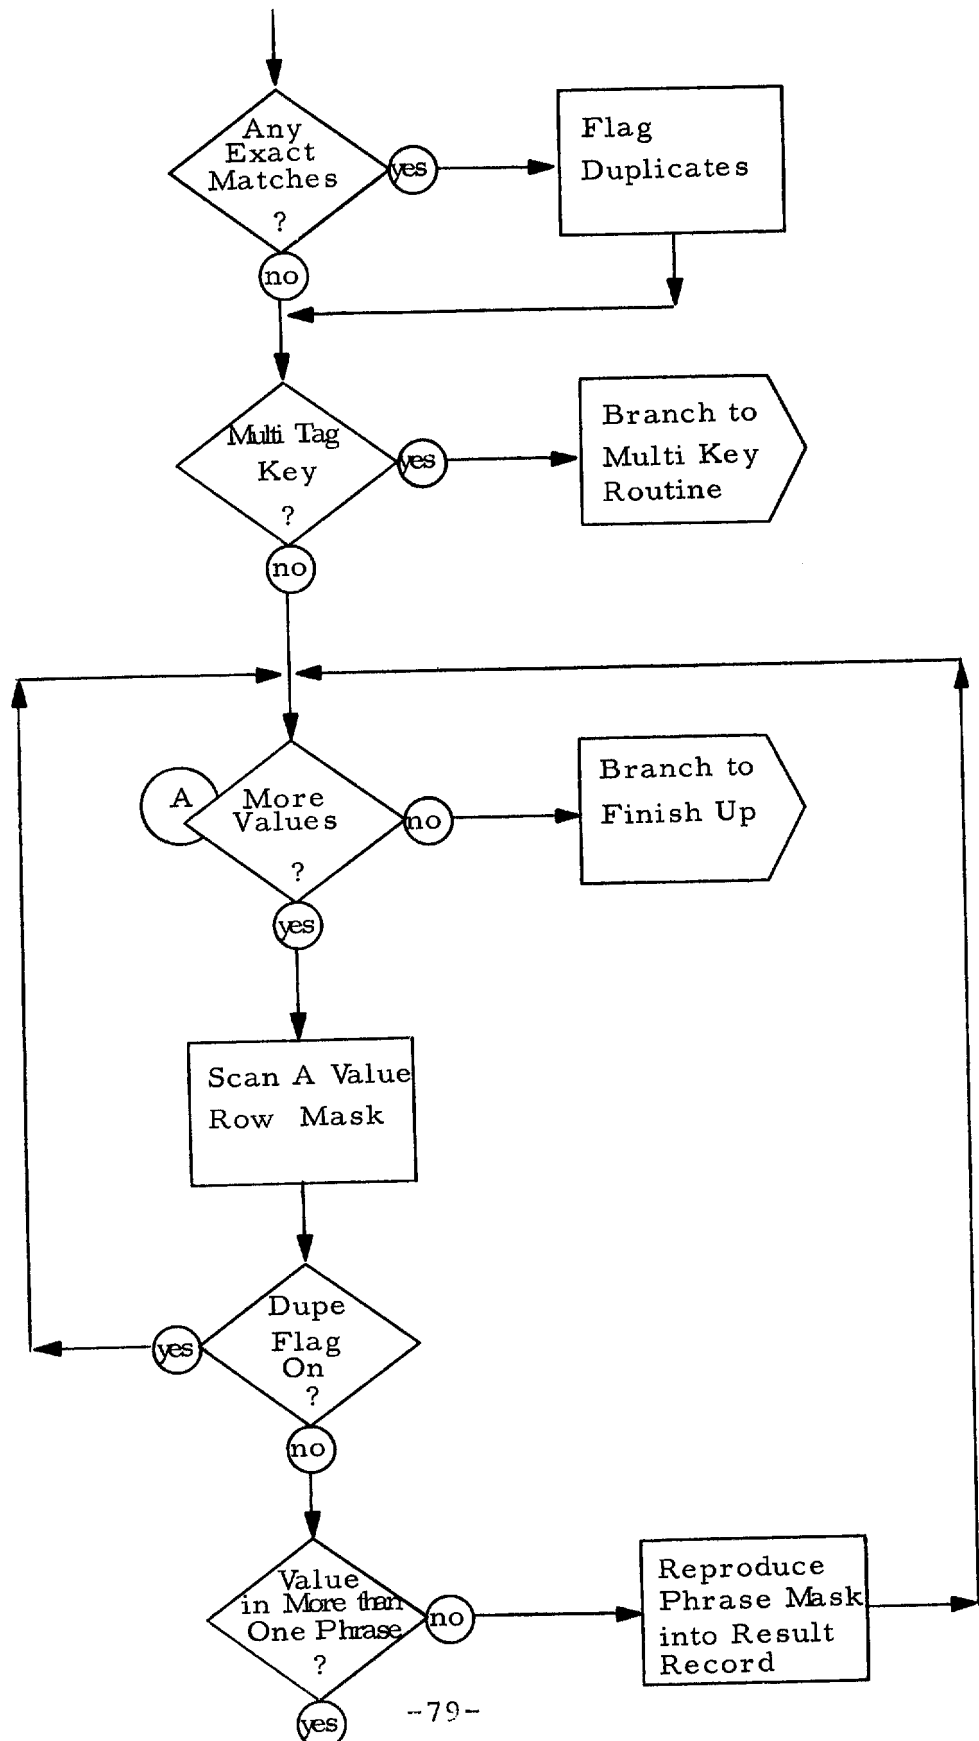 Any
Exact
Matches
?
yes
Flag
Duplicates
no
Multi Tag
Key
?
yes
Branch to
Multi Key
Routine
no
A
More
Values
?
no
Branch to
Finish Up
yes
Scan A Value
Row Mask
Dupe
Flag
On
?
yes
no
Value
in More than
One Phrase
?
no
Reproduce
Phrase Mask
into Result
Record
yes
-79-